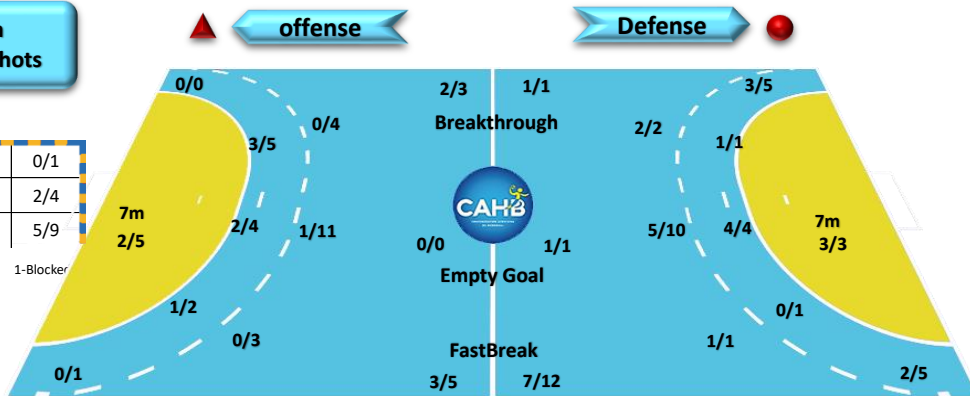 offense
Defense
hots
0/1
2/4
5/9
1-Blocked
0/0
2/3
1/1
3/5
0/4
Breakthrough
2/2
3/5
1/1
CAHB
7m
2/5
2/4
1/11
0/0
1/1
5/10
4/4
7m
3/3
Empty Goal
1/2
0/1
0/3
FastBreak
1/1
0/1
3/5
7/12
2/5